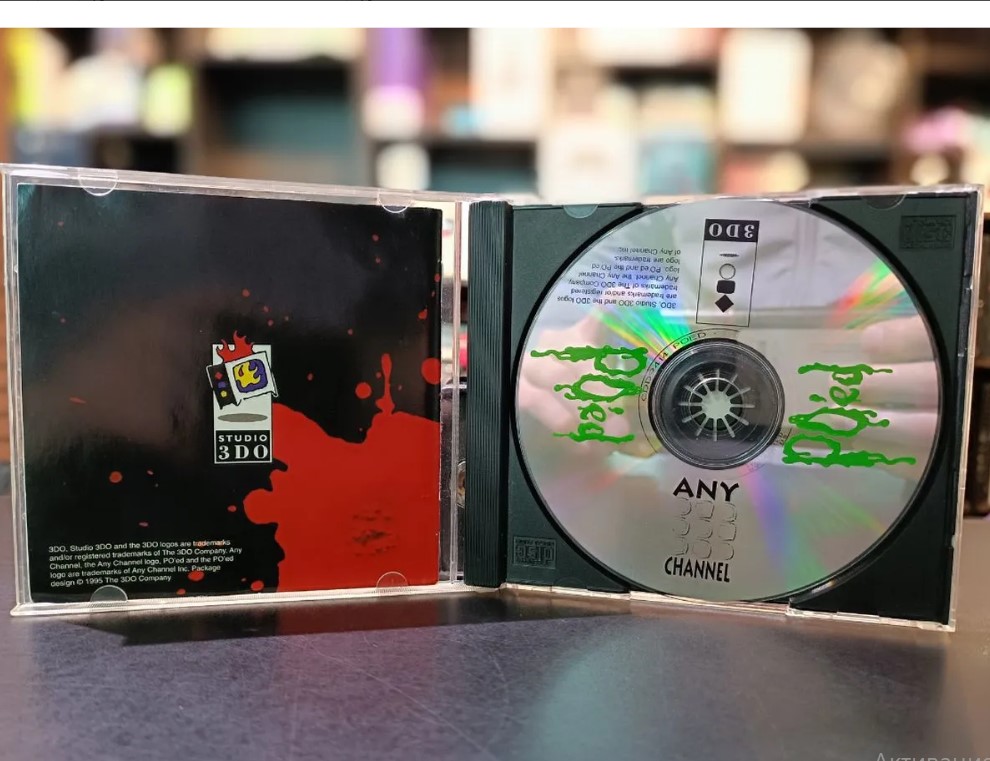 STUDIO
3DO
3DO, Studio 3DO and the 3DO logos are trademarks
and/or registered trademarks of The 3DO Company. Any
Channel, the Any Channel logo, PO'ed and the PO'ed
logo are trademarks of Any Channel Inc. Package
design © 1995 The 3DO Company
3DO
3DO, Studio 3DO and the 3DO logos
are trademarks and/or registered
trademarks of The 3DO Company.
Any Channel, the Any Channel
logo, PO'ed and the PO'ed
logo are trademarks
of Any Channel Inc.
POED
PO'ed
PO'ed
ANY
CHANNEL
Активация